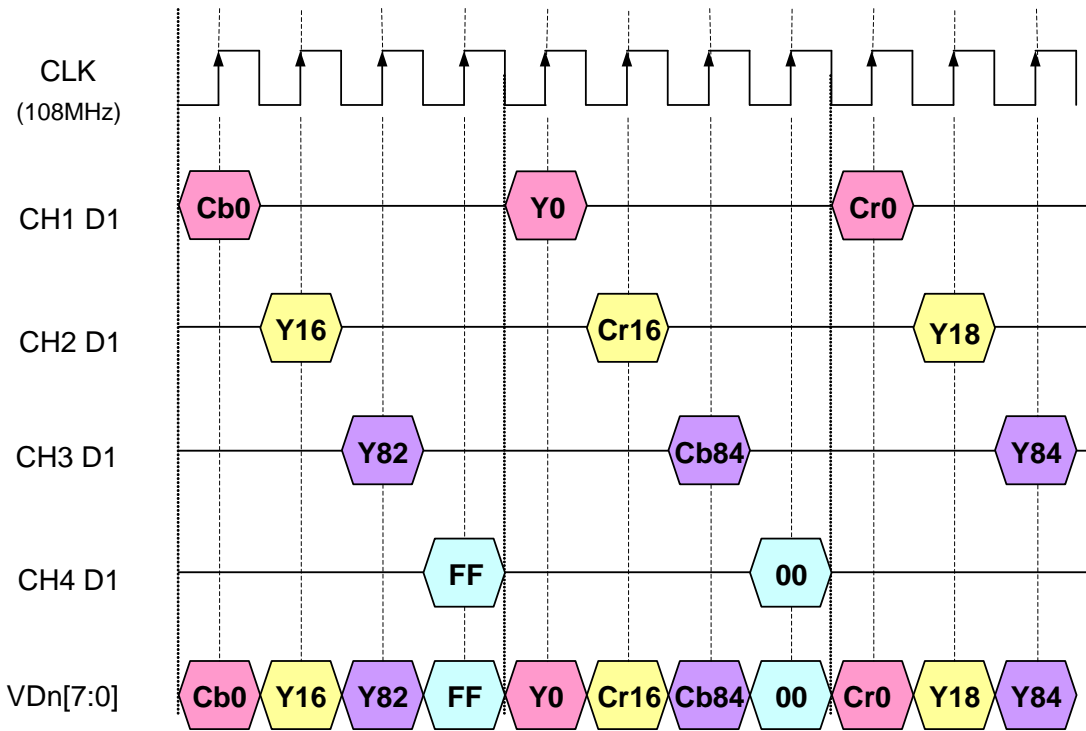 CLK
(108MHz)
CH1 D1
Cb0
Y0
Cr0
CH2 D1
Y16
Cr16
Y18
CH3 D1
Y82
Cb84
Y84
CH4 D1
FF
00
VDn[7:0]
Cb0
Y16
Y82
FF
Y0
Cr16
Cb84
00
Cr0
Y18
Y84